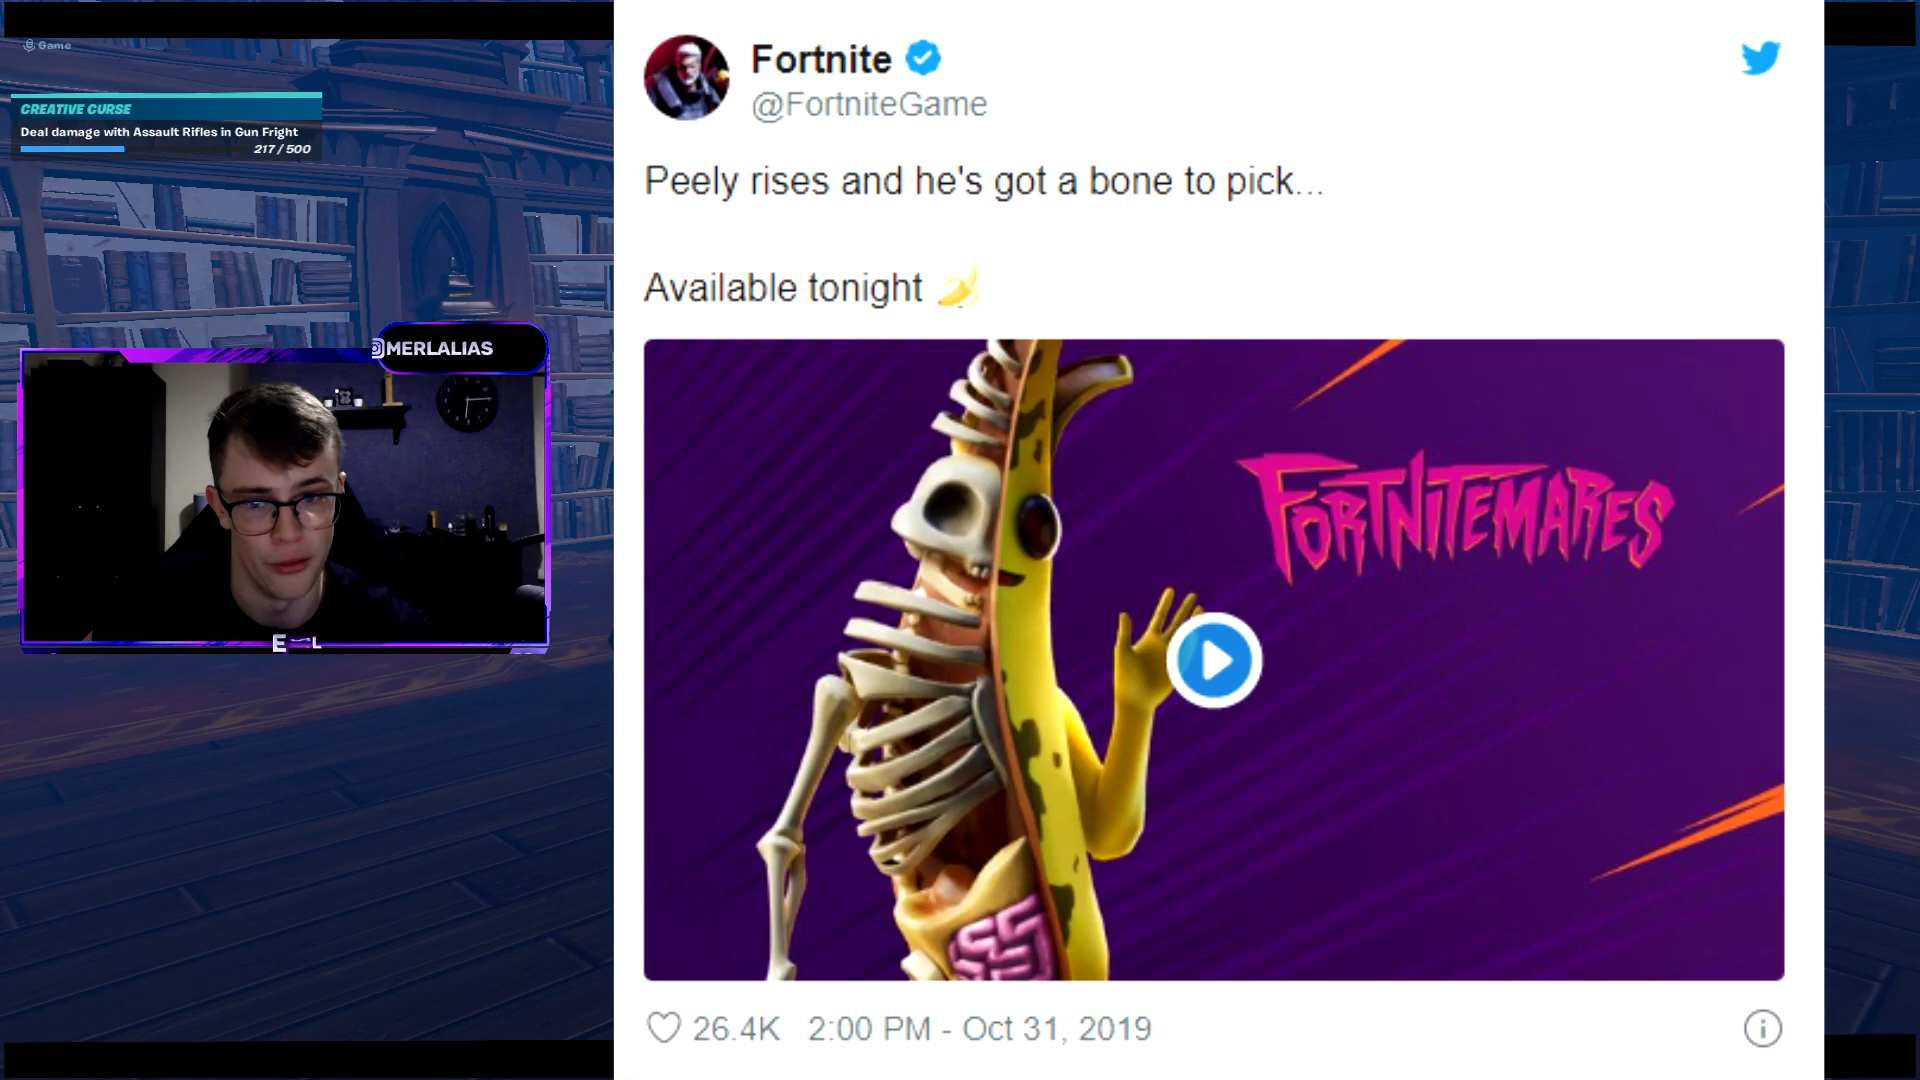 Game
CREATIVE CURSE
Deal damage with Assault Rifles in Gun Fright
217 / 500
MERLALIAS
Fortnite
@FortniteGame
Peely rises and he's got a bone to pick...
Available tonight 🍌
FORTNITEMARES
26.4K 2:00 PM - Oct 31, 2019